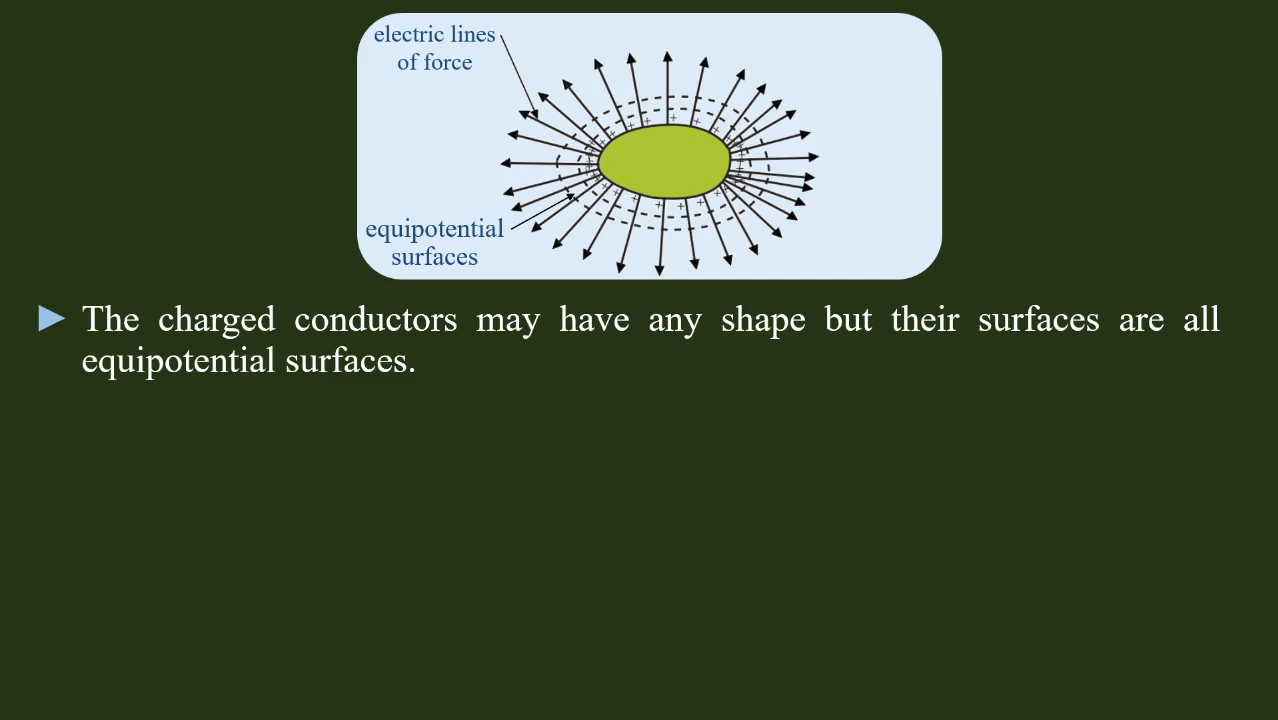 electric lines
of force
equipotential
surfaces
The charged conductors may have any shape but their surfaces are all
equipotential surfaces.